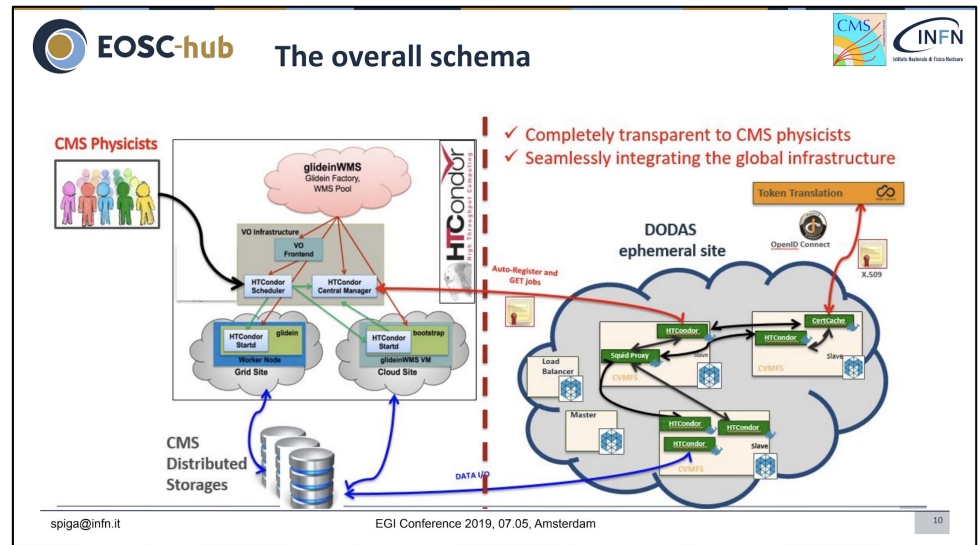 EOSC-hub
The overall schema
CMS
INFN
Istituto Nazionale di Fisica Nucleare
CMS Physicists
glideinWMS
Glidein Factory,
WMS Pool
VO Infrastructure
VO
Frontend
HTCondor
Scheduler
HTCondor
Central Manager
HTCondor
Startd
glidein
Worker Node
Grid Site
HTCondor
Startd
bootstrap
glideinWMS VM
Cloud Site
HTCondor
High Throughput Computing
CMS
Distributed
Storages
✓ Completely transparent to CMS physicists
✓ Seamlessly integrating the global infrastructure
Token Translation
OpenID Connect
X.509
DODAS
ephemeral site
Auto-Register and
GET jobs
HTCondor
Squid Proxy
Slave
CVMFS
CertCache
HTCondor
Slave
CVMFS
Load
Balancer
Master
HTCondor
HTCondor
HTCondor
Slave
CVMFS
DATA I/O
spiga@infn.it
EGI Conference 2019, 07.05, Amsterdam
10